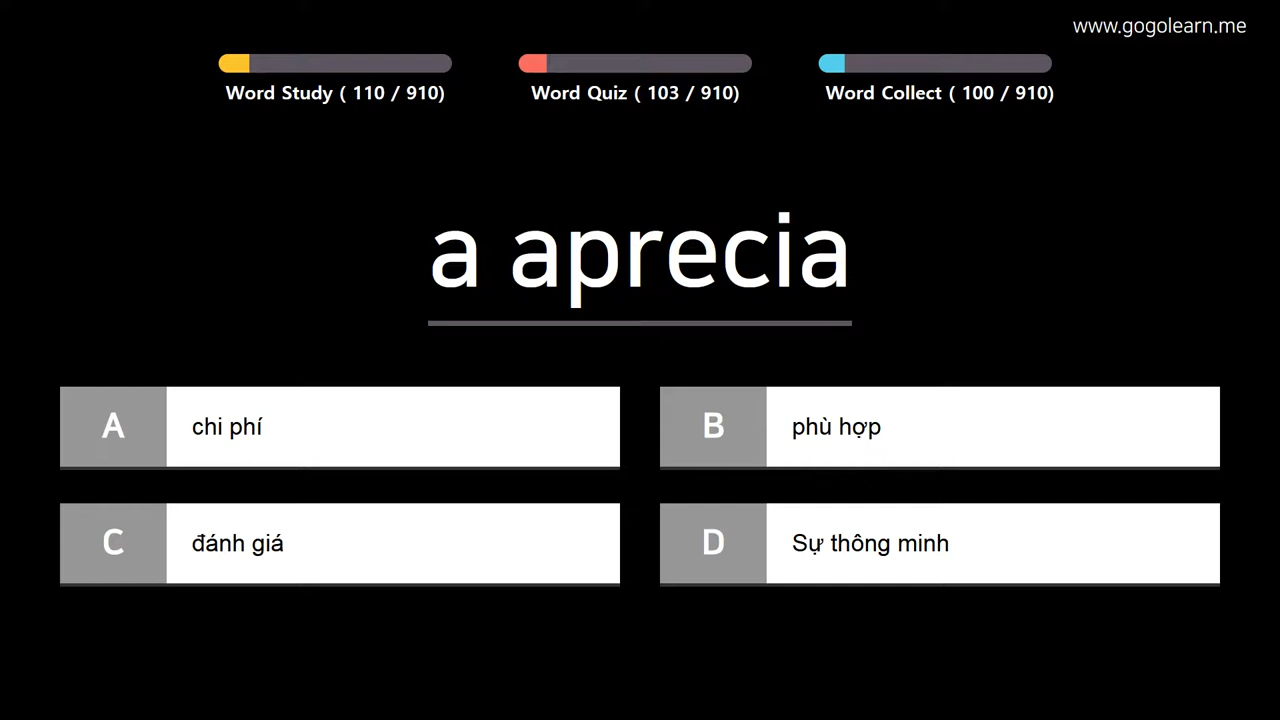 www.gogolearn.me
Word Study ( 110 / 910)
Word Quiz ( 103 / 910)
Word Collect ( 100 / 910)
a aprecia
A chi phí
B phù hợp
C đánh giá
D Sự thông minh